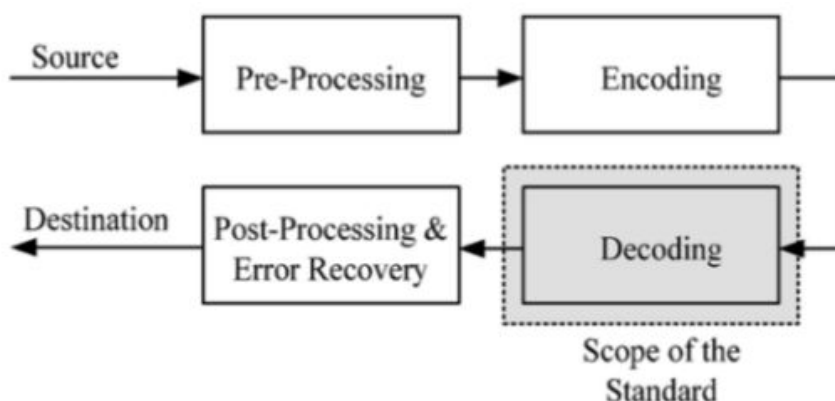 Source
Pre-Processing
Encoding
Destination
Post-Processing &
Error Recovery
Decoding
Scope of the
Standard